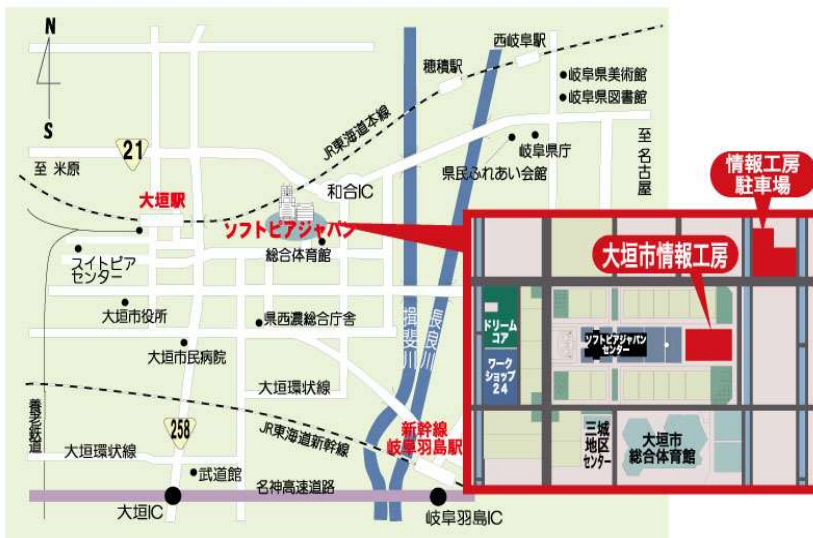 N
S
西岐阜駅
穂積駅
岐阜県美術館
岐阜県図書館
JR東海道本線
21
至 米原
岐阜県庁
県民ふれあい会館
至 名古屋
大垣駅
和合IC
ソフトピアジャパン
総合体育館
スイトピア
センター
大垣市役所
県西濃総合庁舎
揖斐川
長良川
大垣市民病院
大垣環状線
養老鉄道
258
JR東海道新幹線
新幹線
岐阜羽島駅
大垣環状線
武道館
名神高速道路
大垣IC
岐阜羽島IC
情報工房
駐車場
大垣市情報工房
ドリーム
コア
ソフトピアジャパン
センター
ワーク
ショップ
24
三城
地区
センター
大垣市
総合体育館